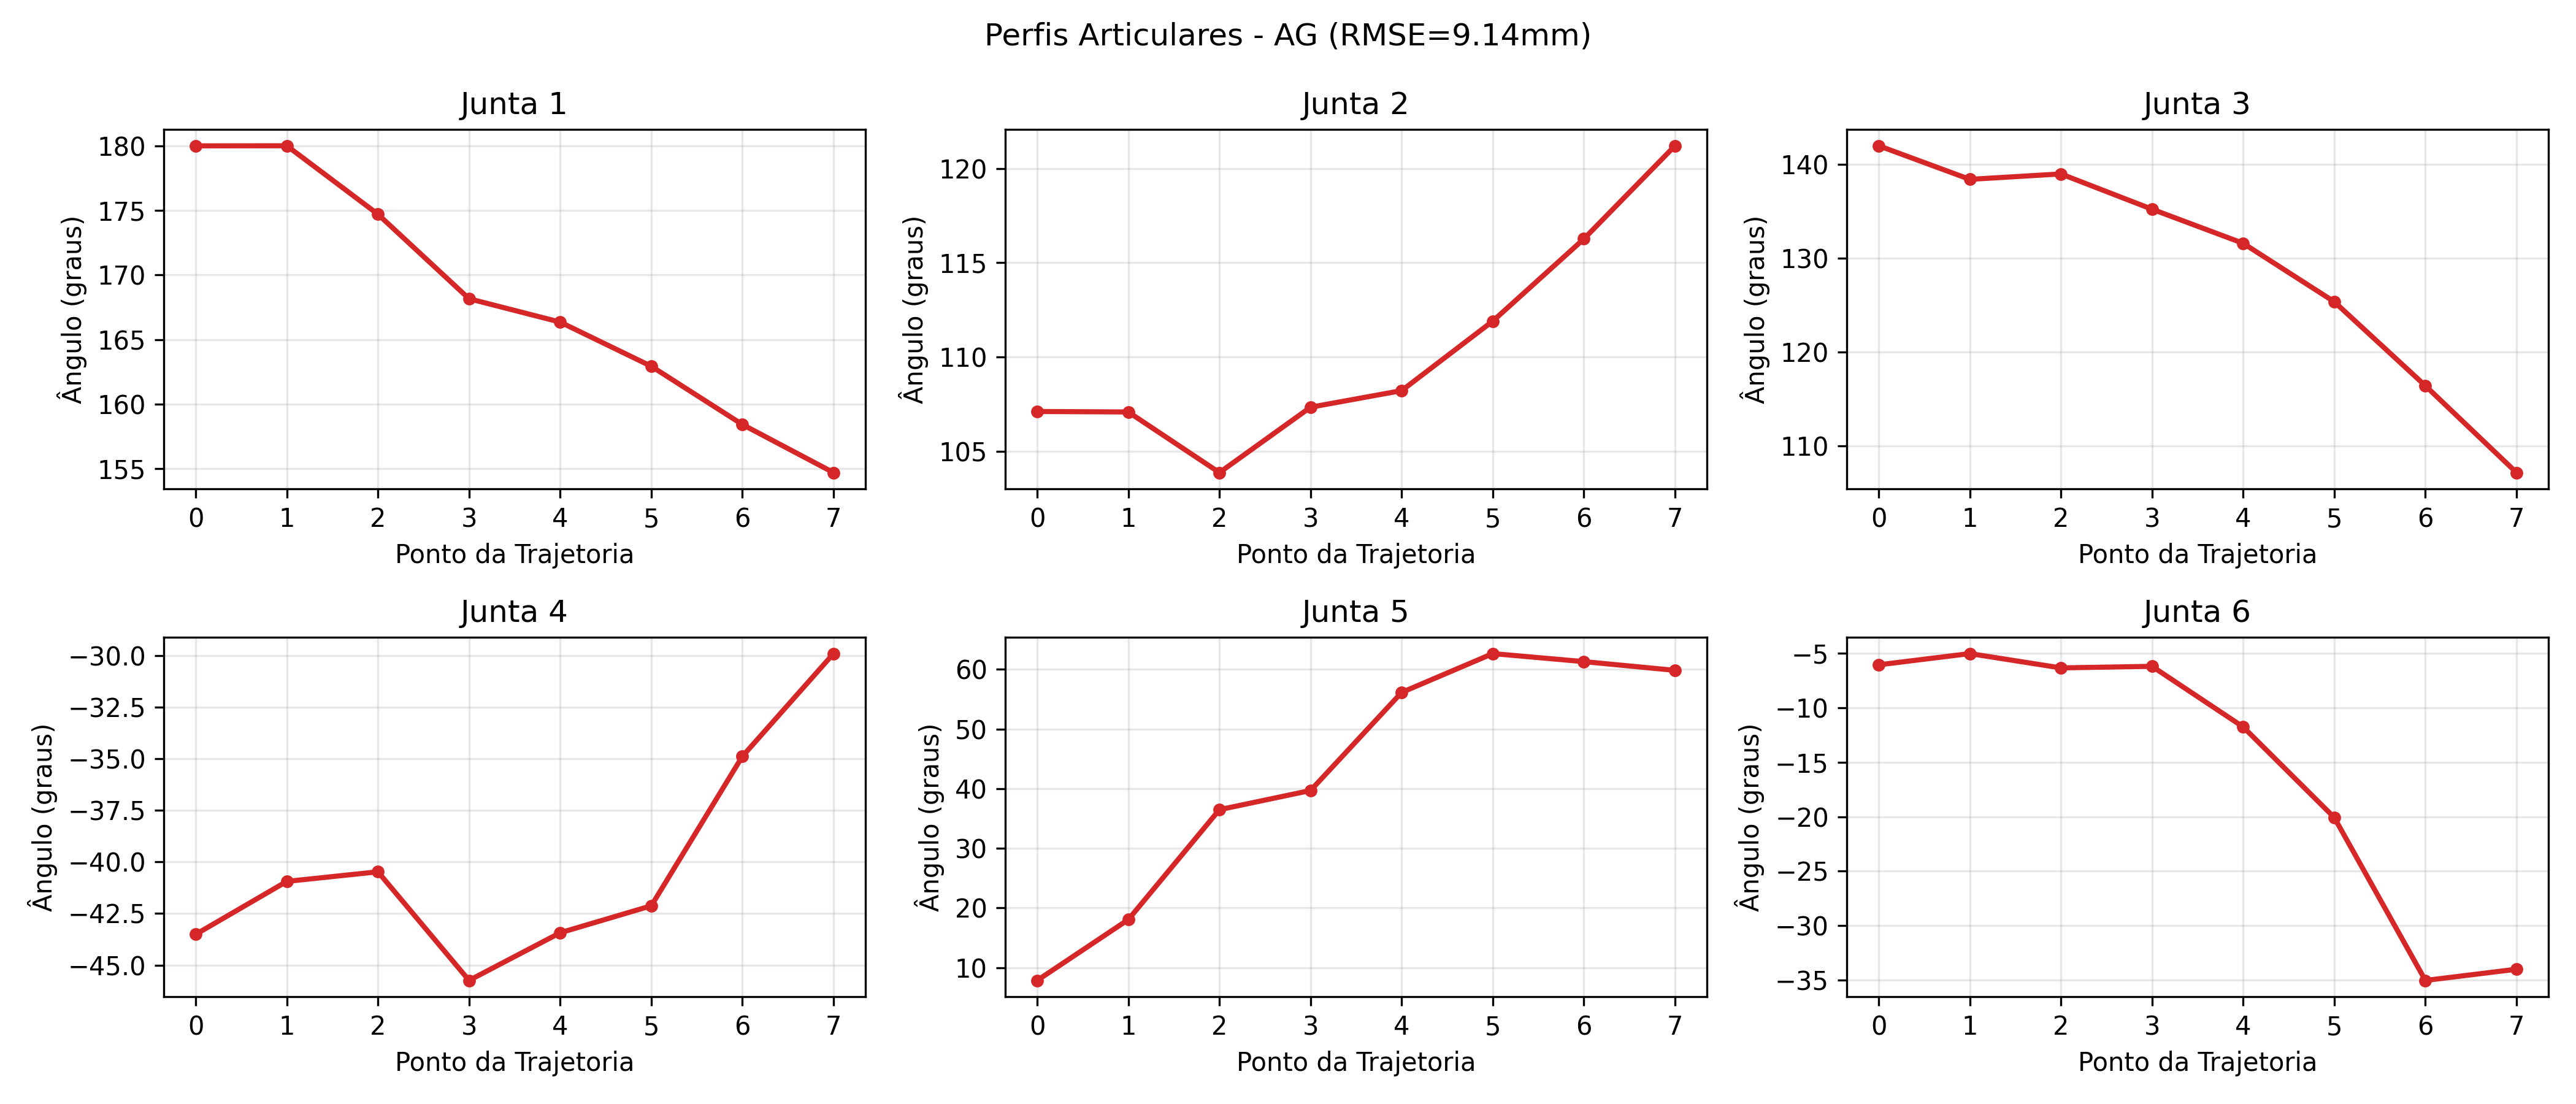 Perfis Articulares - AG (RMSE=9.14mm)
Junta 1
Junta 2
Junta 3
180
175
170
165
160
155
Ângulo (graus)
0 1 2 3 4 5 6 7
Ponto da Trajetoria
120
115
110
105
Ângulo (graus)
0 1 2 3 4 5 6 7
Ponto da Trajetoria
140
130
120
110
Ângulo (graus)
0 1 2 3 4 5 6 7
Ponto da Trajetoria
Junta 4
Junta 5
Junta 6
−30.0
−32.5
−35.0
−37.5
−40.0
−42.5
−45.0
Ângulo (graus)
0 1 2 3 4 5 6 7
Ponto da Trajetoria
60
50
40
30
20
10
Ângulo (graus)
0 1 2 3 4 5 6 7
Ponto da Trajetoria
−5
−10
−15
−20
−25
−30
−35
Ângulo (graus)
0 1 2 3 4 5 6 7
Ponto da Trajetoria